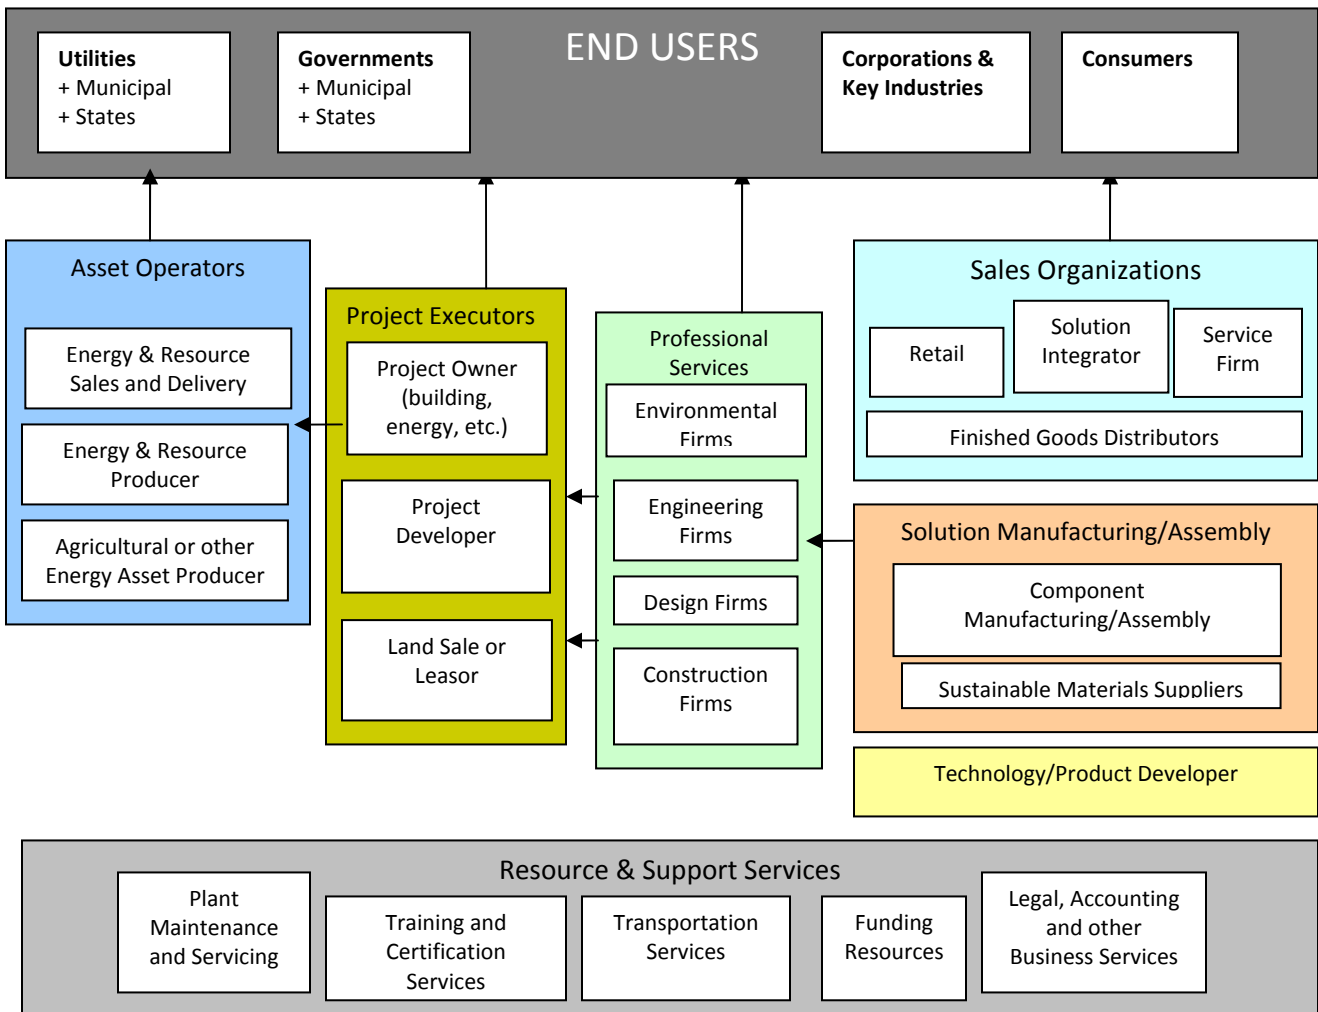 END USERS
Utilities
+ Municipal
+ States
Governments
+ Municipal
+ States
Corporations &
Key Industries
Consumers
Asset Operators
Energy & Resource
Sales and Delivery
Energy & Resource
Producer
Agricultural or other
Energy Asset Producer
Project Executors
Project Owner
(building,
energy, etc.)
Project
Developer
Land Sale or
Leasor
Professional
Services
Environmental
Firms
Engineering
Firms
Design Firms
Construction
Firms
Sales Organizations
Retail
Solution
Integrator
Service
Firm
Finished Goods Distributors
Solution Manufacturing/Assembly
Component
Manufacturing/Assembly
Sustainable Materials Suppliers
Technology/Product Developer
Resource & Support Services
Plant
Maintenance
and Servicing
Training and
Certification
Services
Transportation
Services
Funding
Resources
Legal, Accounting
and other
Business Services